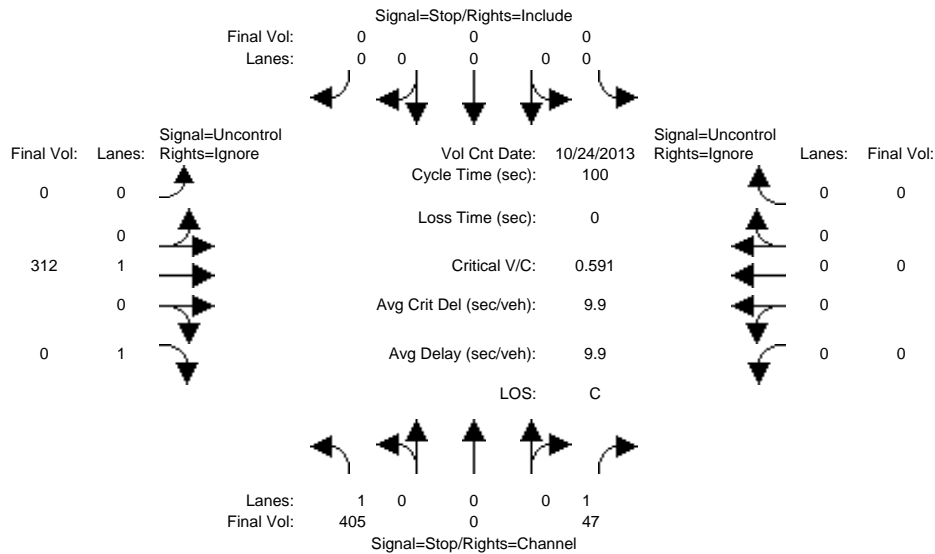 Signal=Stop/Rights=Include
Final Vol: 0 0 0
Lanes: 0 0 0 0 0
Signal=Uncontrol Signal=Uncontrol
Final Vol: Lanes: Rights=Ignore Vol Cnt Date: 10/24/2013 Rights=Ignore Lanes: Final Vol:
Cycle Time (sec): 100
0 0 0 0
Loss Time (sec): 0
0 0
312 1 Critical V/C: 0.591 0 0
0 Avg Crit Del (sec/veh): 9.9 0
0 1 Avg Delay (sec/veh): 9.9 0 0
LOS: C
Lanes: 1 0 0 0 1
Final Vol: 405 0 47
Signal=Stop/Rights=Channel